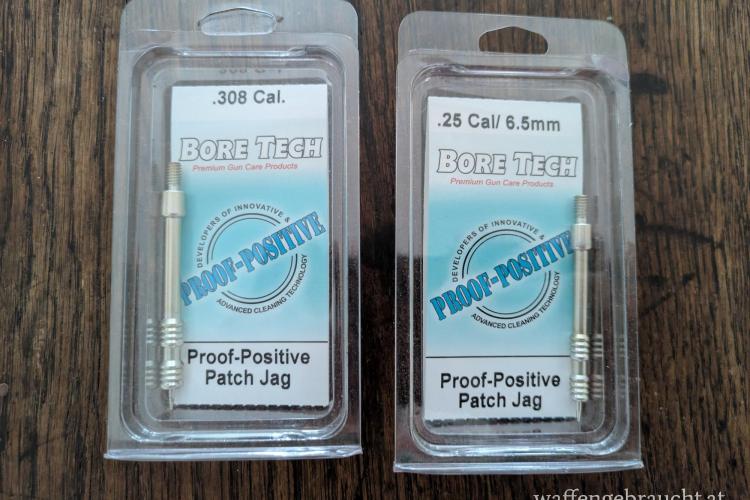 .308 Cal.
BORE TECH
Premium Gun Care Products
DEVELOPERS OF INNOVATIVE &
PROOF-POSITIVE
ADVANCED CLEANING TECHNOLOGY
Proof-Positive
Patch Jag
.25 Cal/ 6.5mm
BORE TECH
Premium Gun Care Products
DEVELOPERS OF INNOVATIVE &
PROOF-POSITIVE
ADVANCED CLEANING TECHNOLOGY
Proof-Positive
Patch Jag
waffengebraucht.at